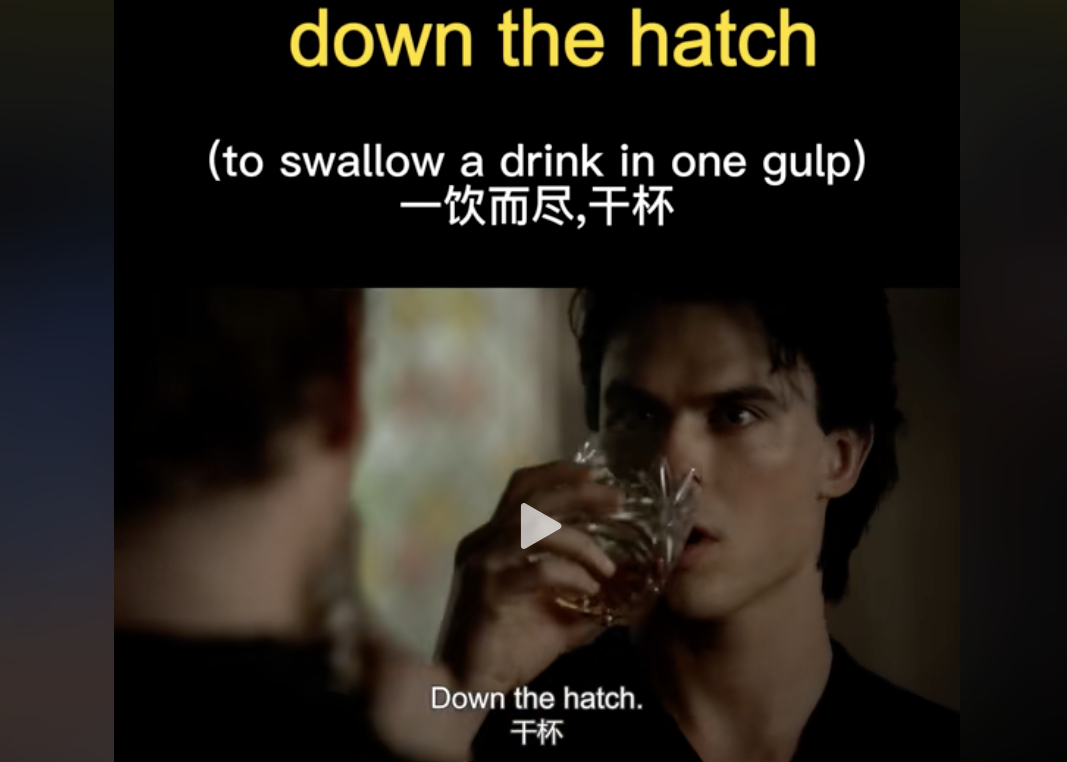 down the hatch
(to swallow a drink in one gulp)
一饮而尽,干杯
Down the hatch.
干杯